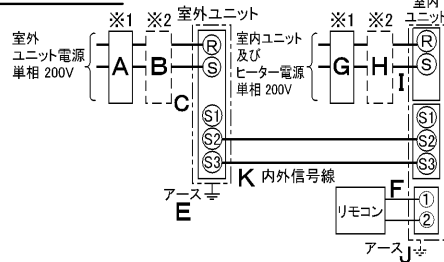 ※1 ※2 室外ユニット
室外
ユニット電源
単相 200V
A B
R
S
C
S1
S2
S3
アース
E
K 内外信号線
※1 ※2 室内
ユニット
室内ユニット
及び
ヒーター電源
単相 200V
G H I
R
S
S1
S2
S3
F
リモコン
①
②
アース J